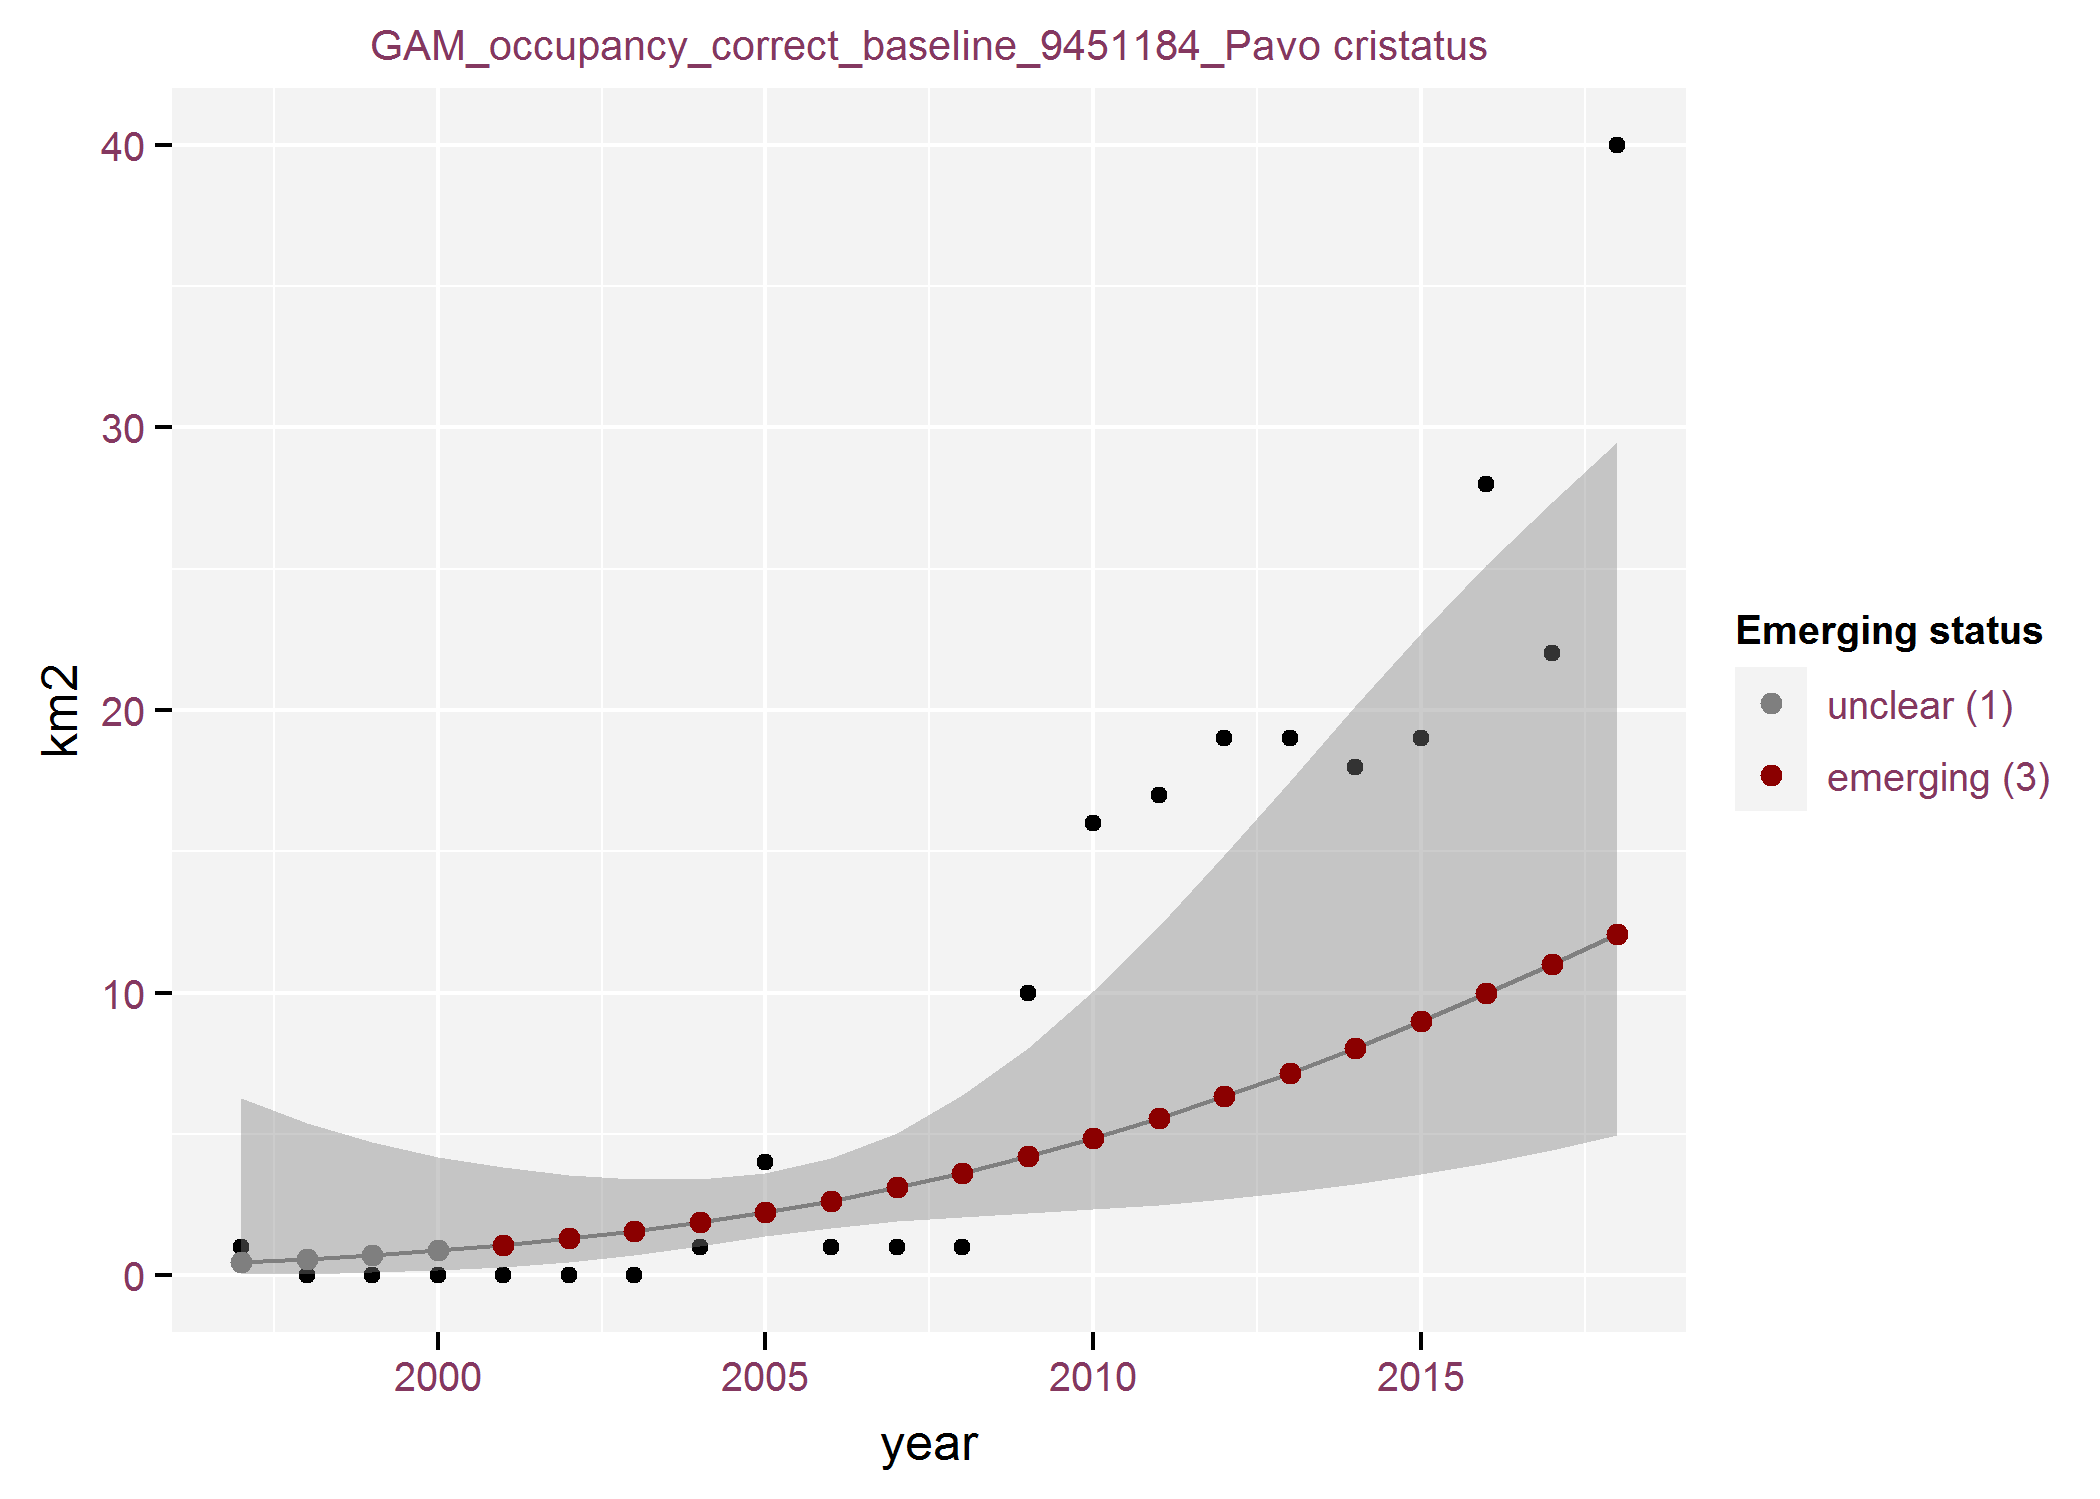 GAM_occupancy_correct_baseline_9451184_Pavo cristatus
40
30
20
10
0
km2
2000 2005 2010 2015
year
Emerging status
unclear (1)
emerging (3)